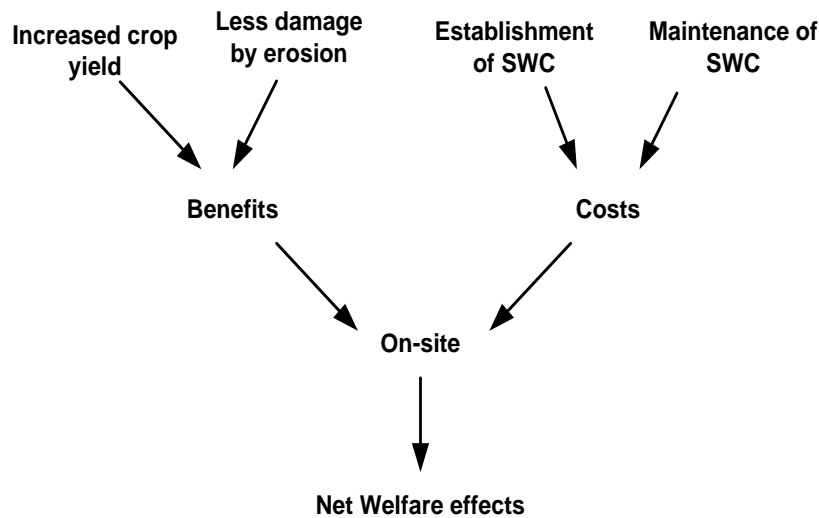 Increased crop
yield
Less damage
by erosion
Establishment
of SWC
Maintenance of
SWC
Benefits
Costs
On-site
Net Welfare effects